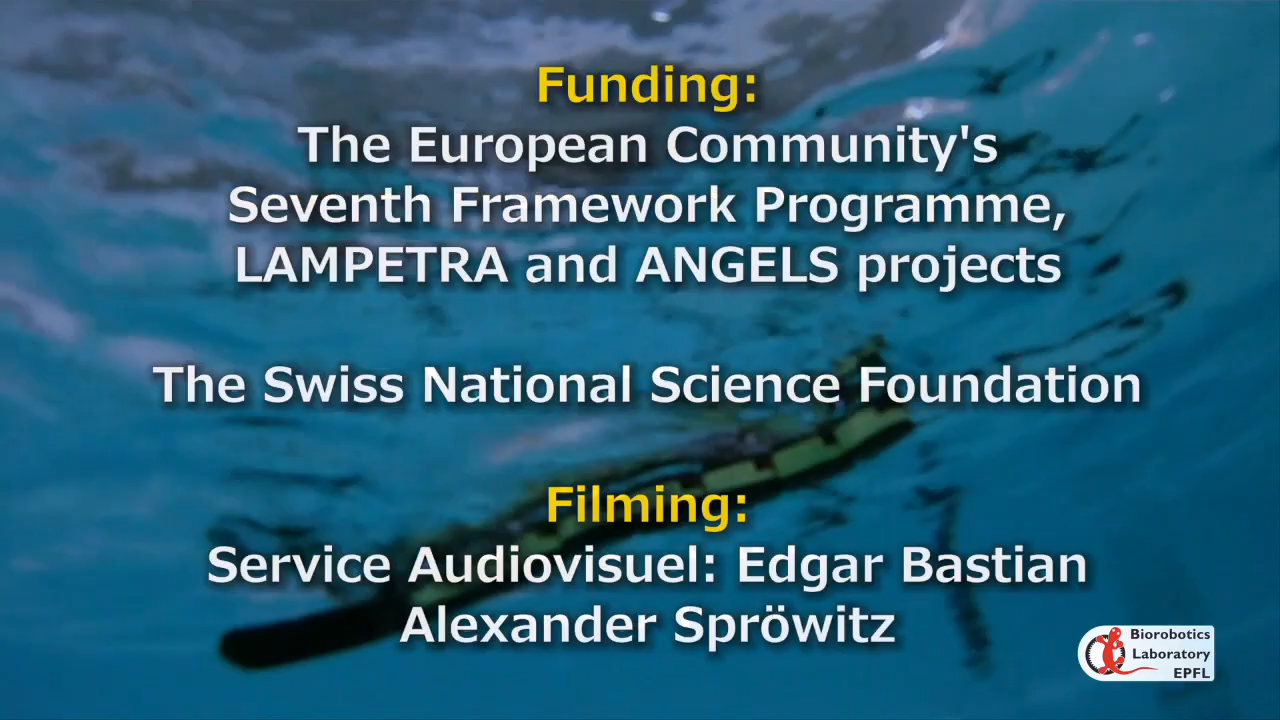 Funding:
The European Community's
Seventh Framework Programme,
LAMPETRA and ANGELS projects
The Swiss National Science Foundation
Filming:
Service Audiovisuel: Edgar Bastian
Alexander Spröwitz
Biorobotics
Laboratory
EPFL